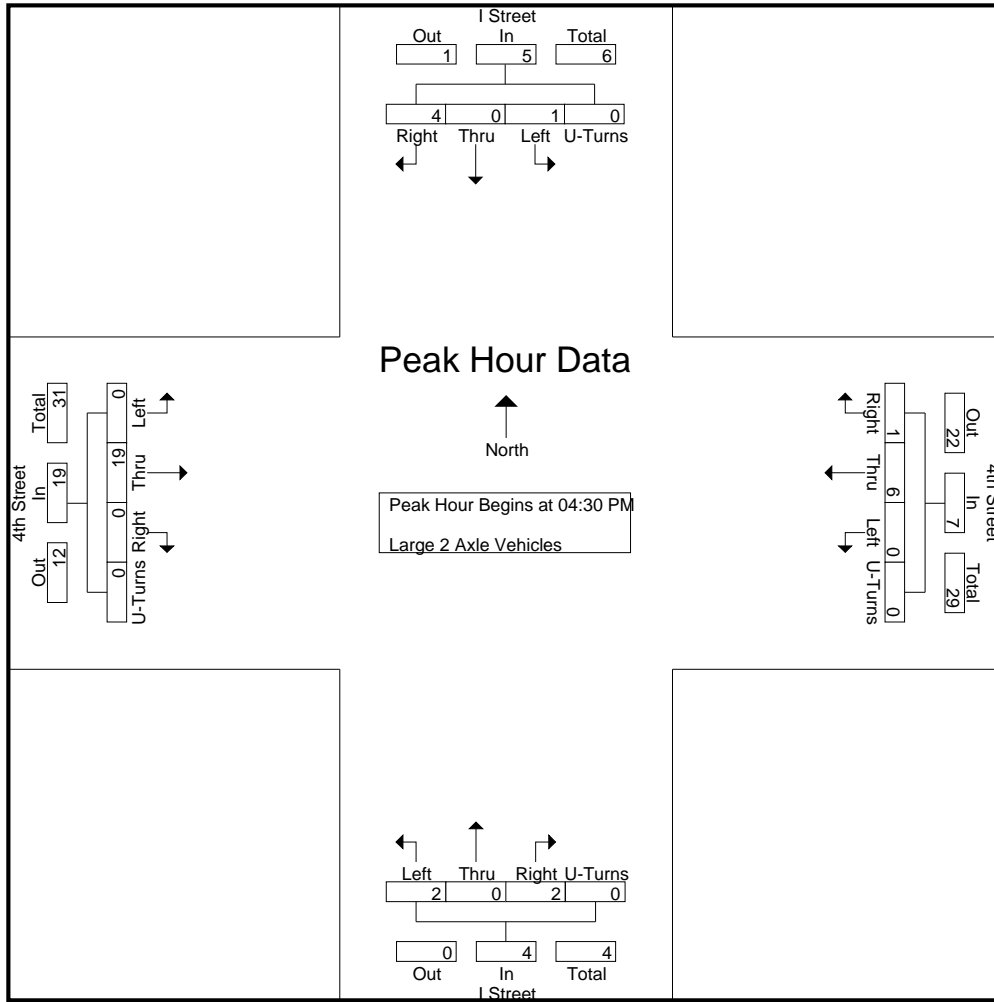 I Street
Out In Total
1 5 6
4 0 1 0
Right Thru Left U-Turns
Peak Hour Data
North
Peak Hour Begins at 04:30 PM
Large 2 Axle Vehicles
4th Street
Total In Out
31 19 12
0 19 0 0
Left Thru Right U-Turns
Right Thru Left U-Turns
1 6 0 0
Out In Total
22 7 29
4th Street
Left Thru Right U-Turns
2 0 2 0
0 4 4
Out In Total
I Street